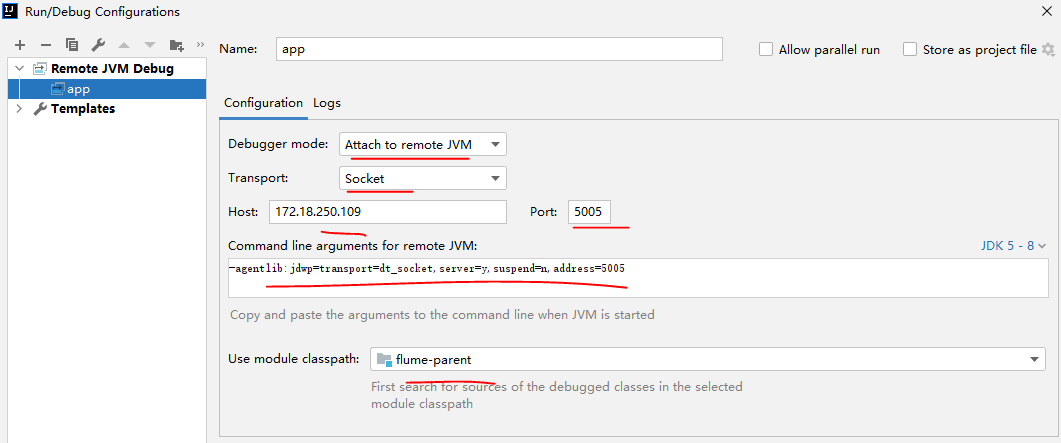 Run/Debug Configurations
Name: app
Allow parallel run
Store as project file
Remote JVM Debug
app
Templates
Configuration Logs
Debugger mode: Attach to remote JVM
Transport: Socket
Host: 172.18.250.109 Port: 5005
Command line arguments for remote JVM: JDK 5 - 8
-agentlib:jdwp=transport=dt_socket,server=y,suspend=n,address=5005
Copy and paste the arguments to the command line when JVM is started
Use module classpath: flume-parent
First search for sources of the debugged classes in the selected
module classpath